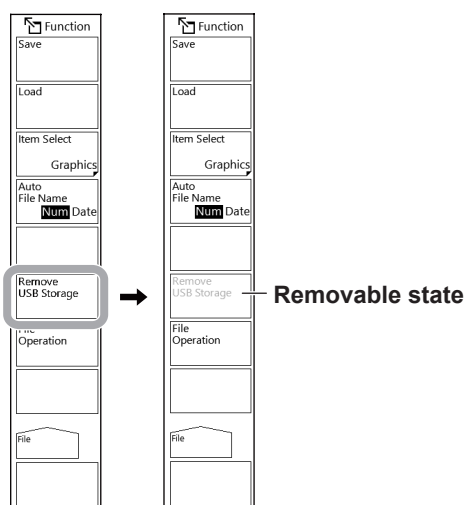 Function
Save
Load
Item Select
Graphics
Auto
File Name
Num Date
Remove
USB Storage
File
Operation
File
Function
Save
Load
Item Select
Graphics
Auto
File Name
Num Date
Remove
USB Storage
File
Operation
File
Removable state